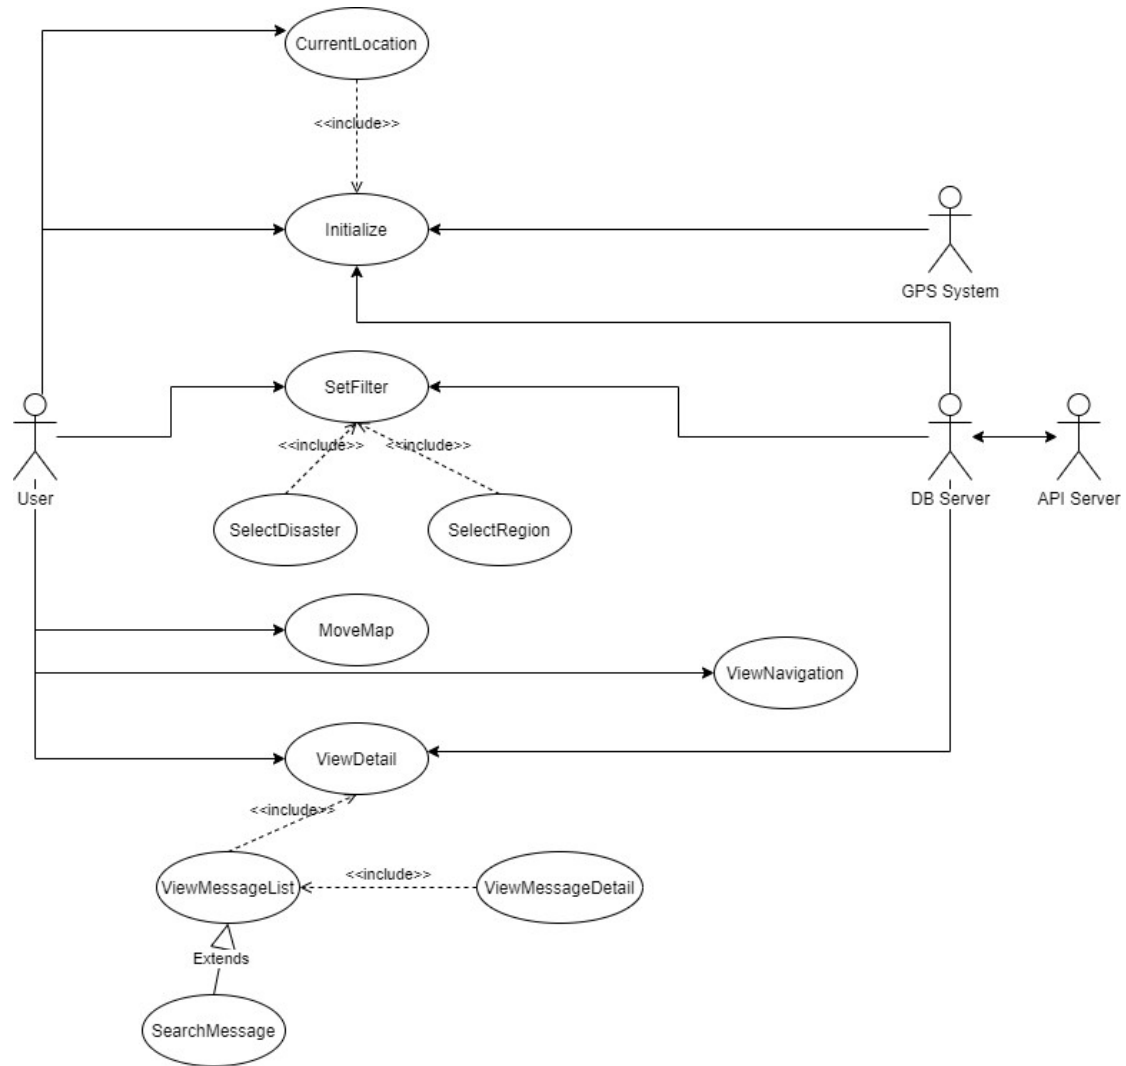 CurrentLocation
<<include>>
Initialize
GPS System
SetFilter
<<include>>
<<include>>
User
DB Server
API Server
SelectDisaster
SelectRegion
MoveMap
ViewNavigation
ViewDetail
<<include>>
ViewMessageList
<<include>>
ViewMessageDetail
Extends
SearchMessage